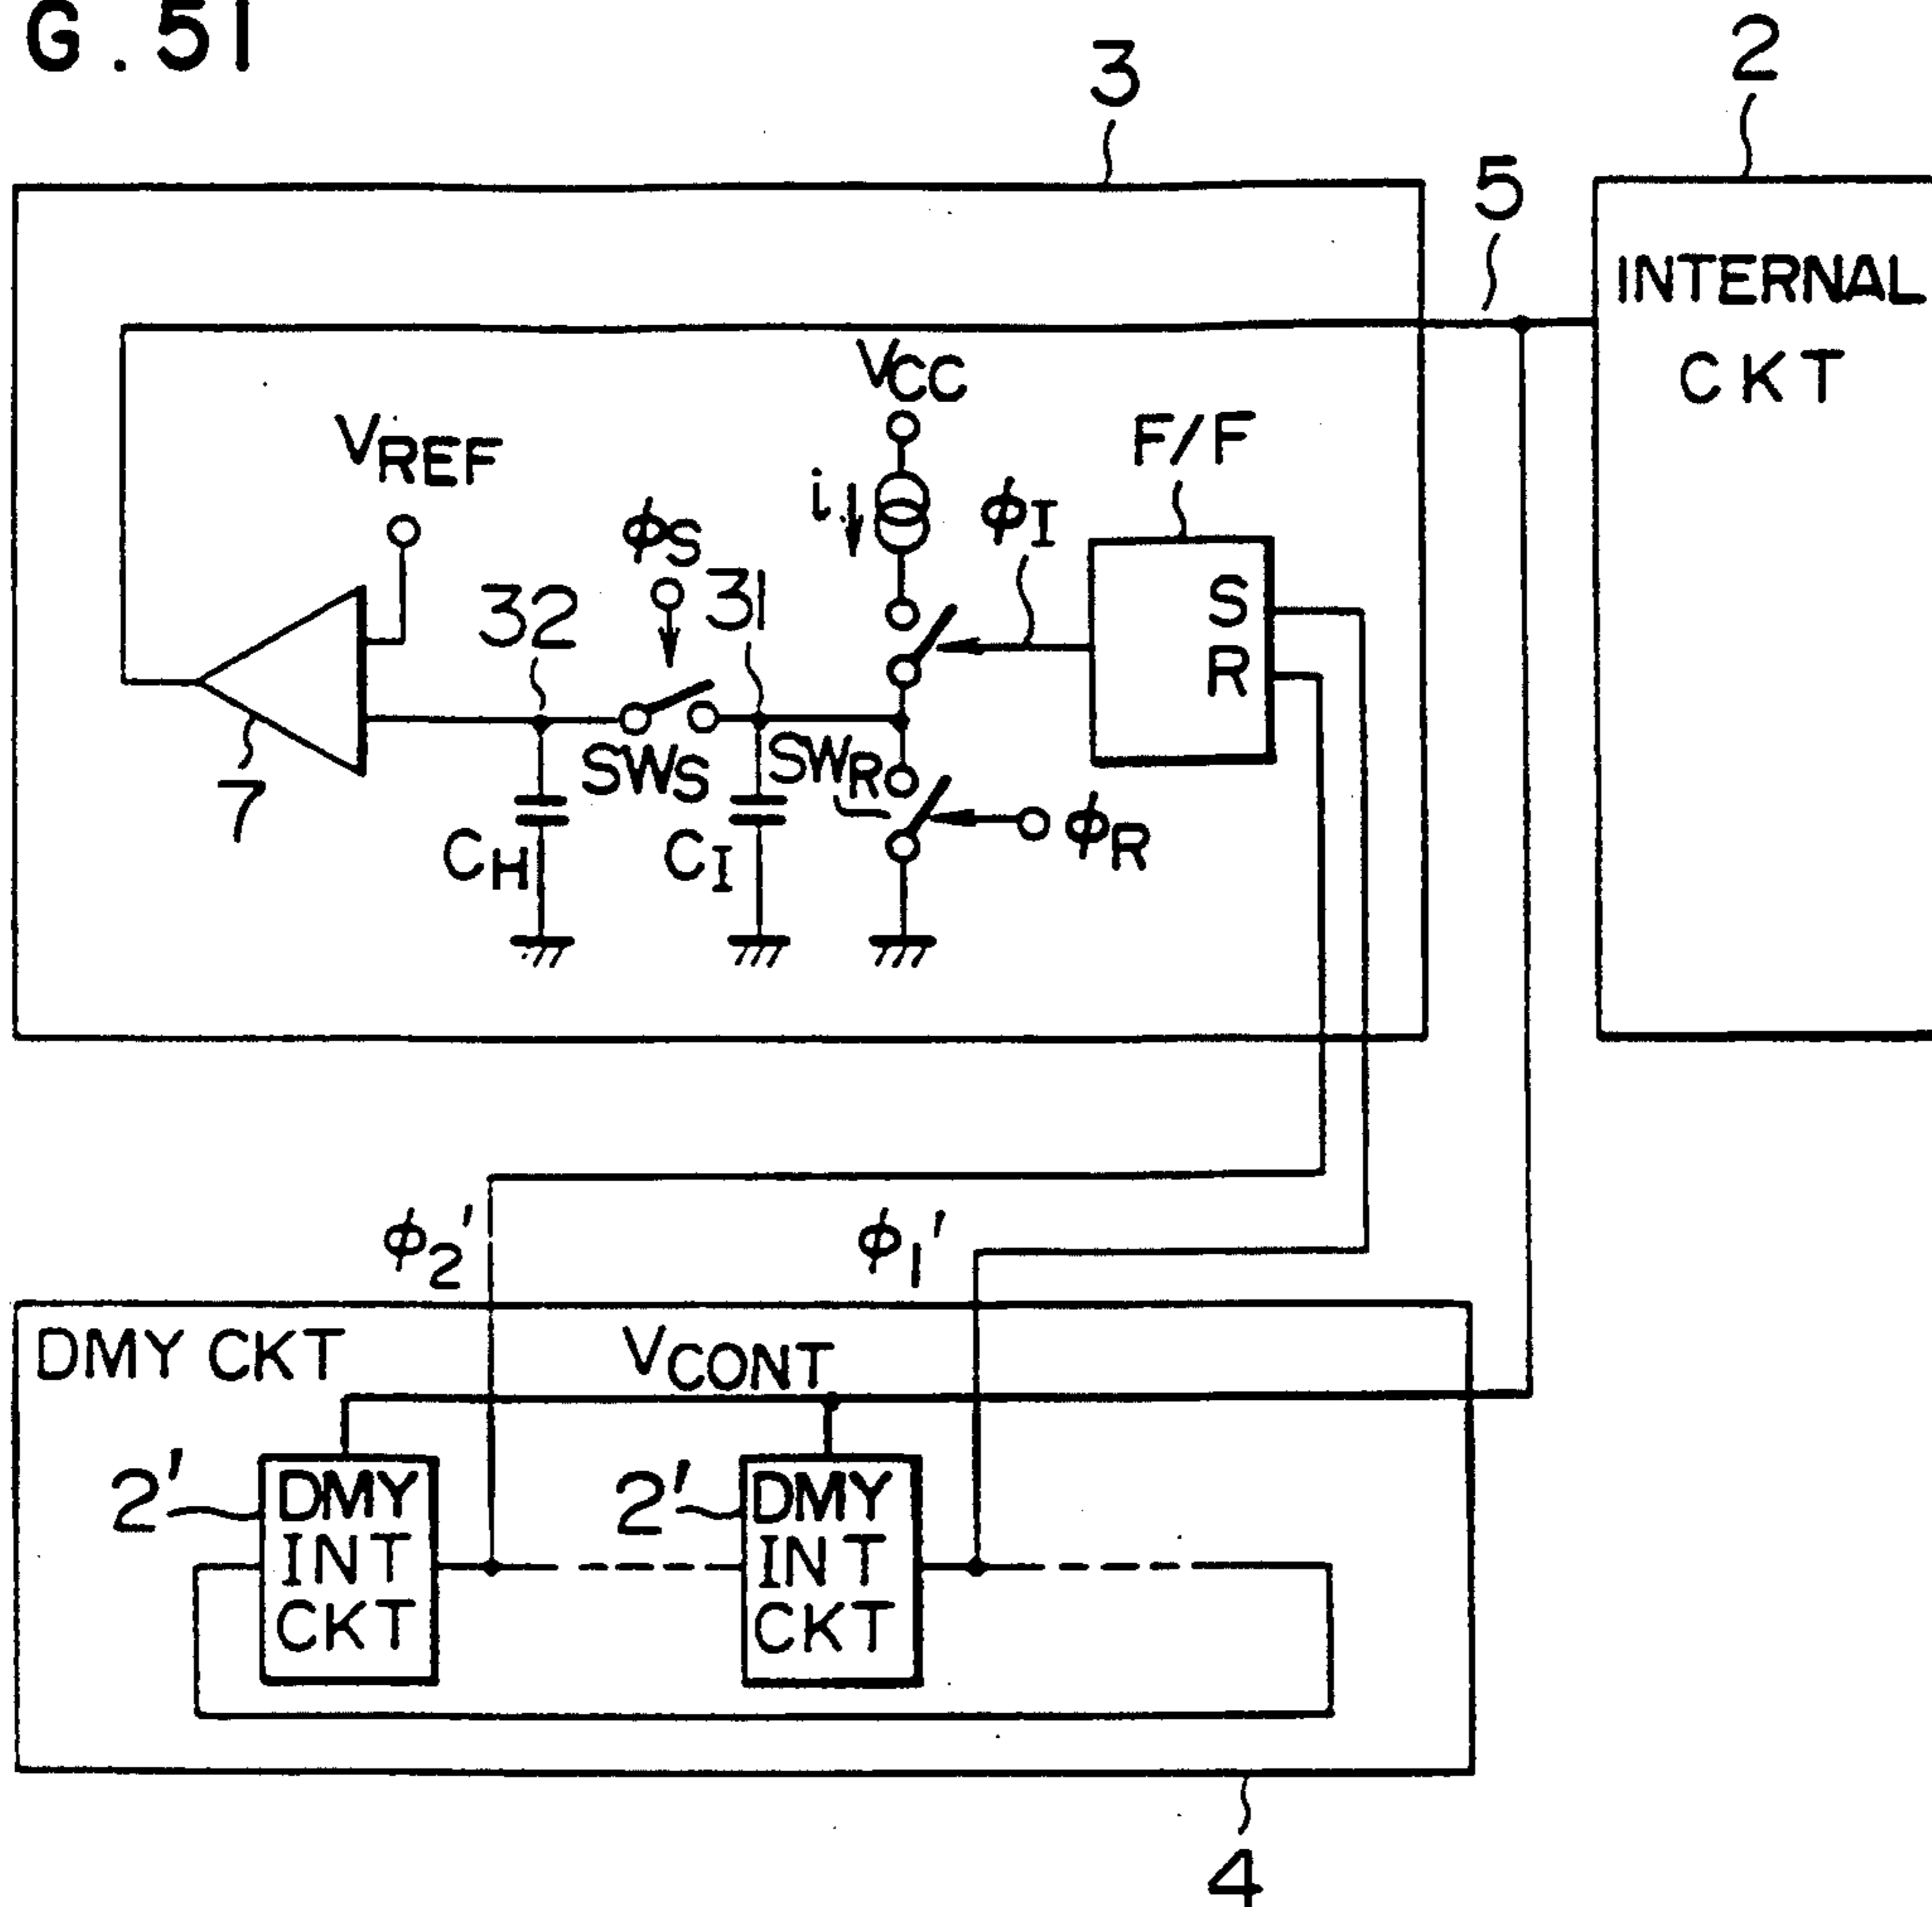 G. 51
3
2
5
INTERNAL
CKT
VCC
VREF
i
F/F
ϕS
ϕI
32
31
S
R
7
SWS
SWR
CH
CI
ϕR
ϕ2'
ϕ1'
DMY CKT
VCONT
2'
DMY
INT
CKT
2'
DMY
INT
CKT
4